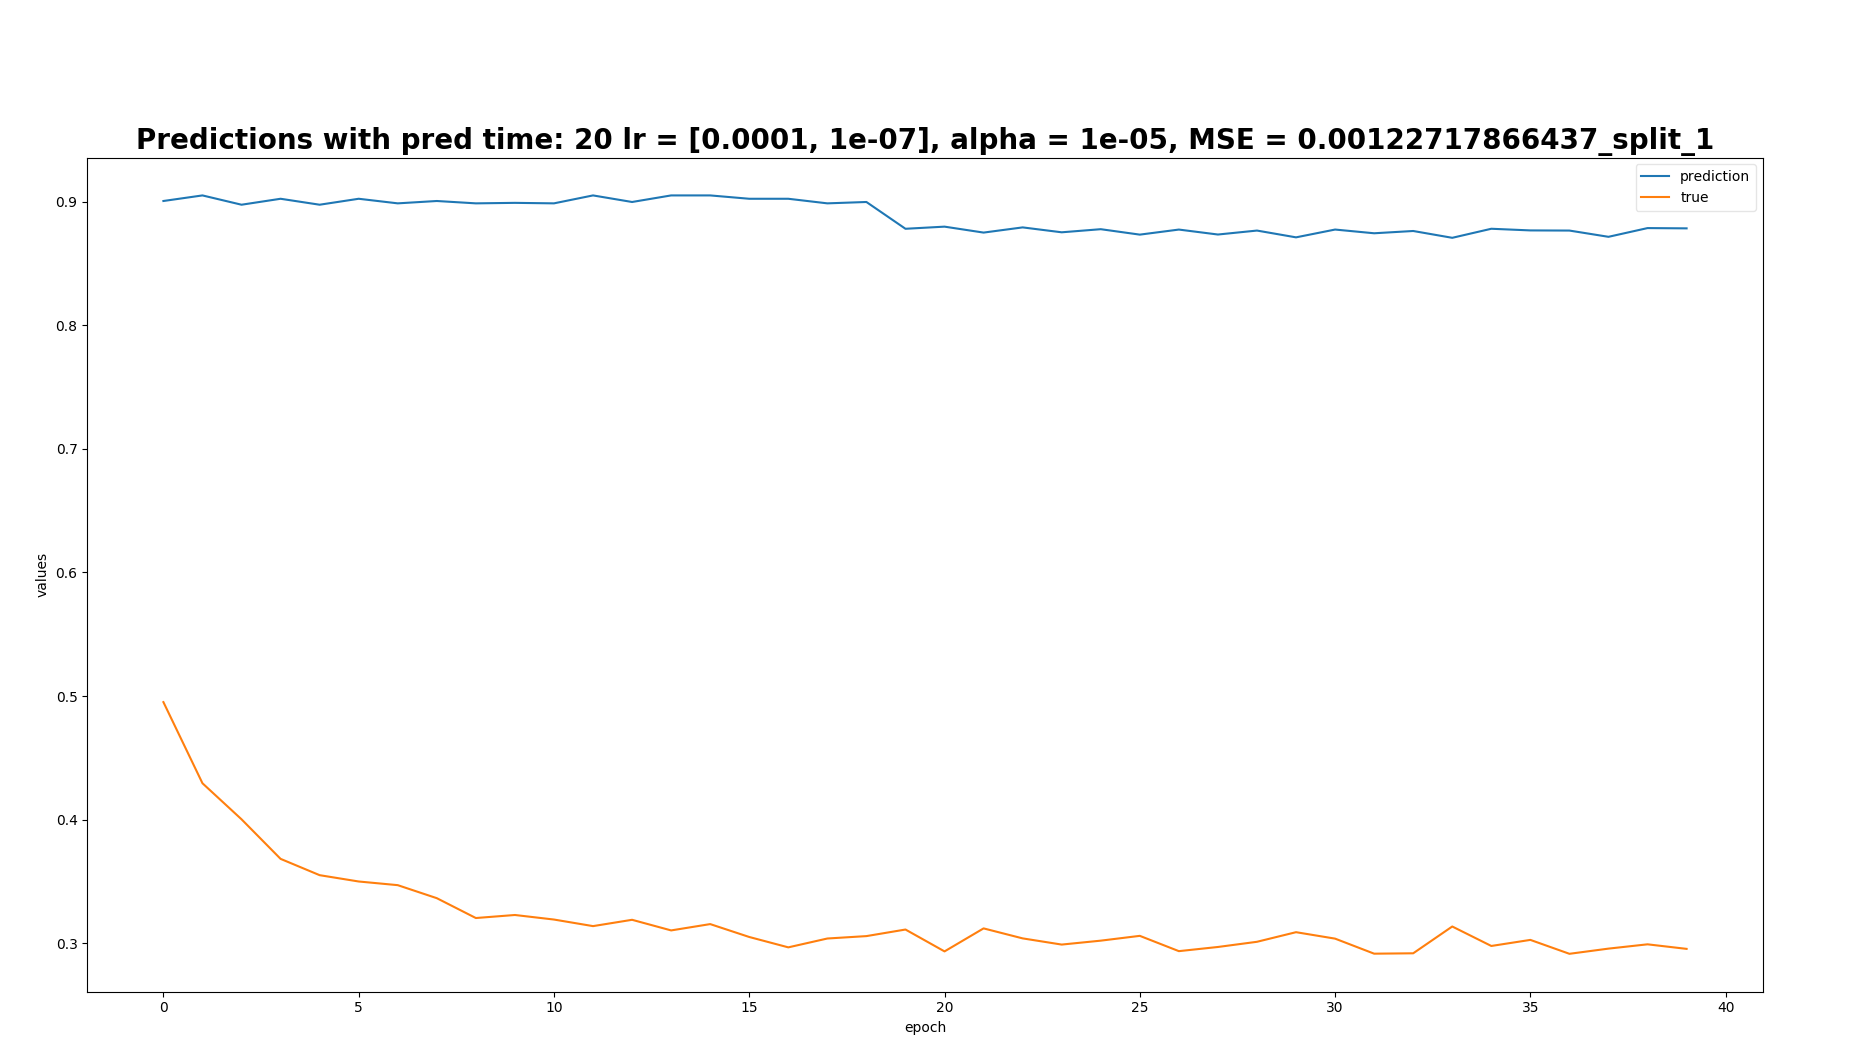 Predictions with pred time: 20 lr = [0.0001, 1e-07], alpha = 1e-05, MSE = 0.00122717866437_split_1
prediction
true
0.9
0.8
0.7
0.6
0.5
0.4
0.3
values
0 5 10 15 20 25 30 35 40
epoch